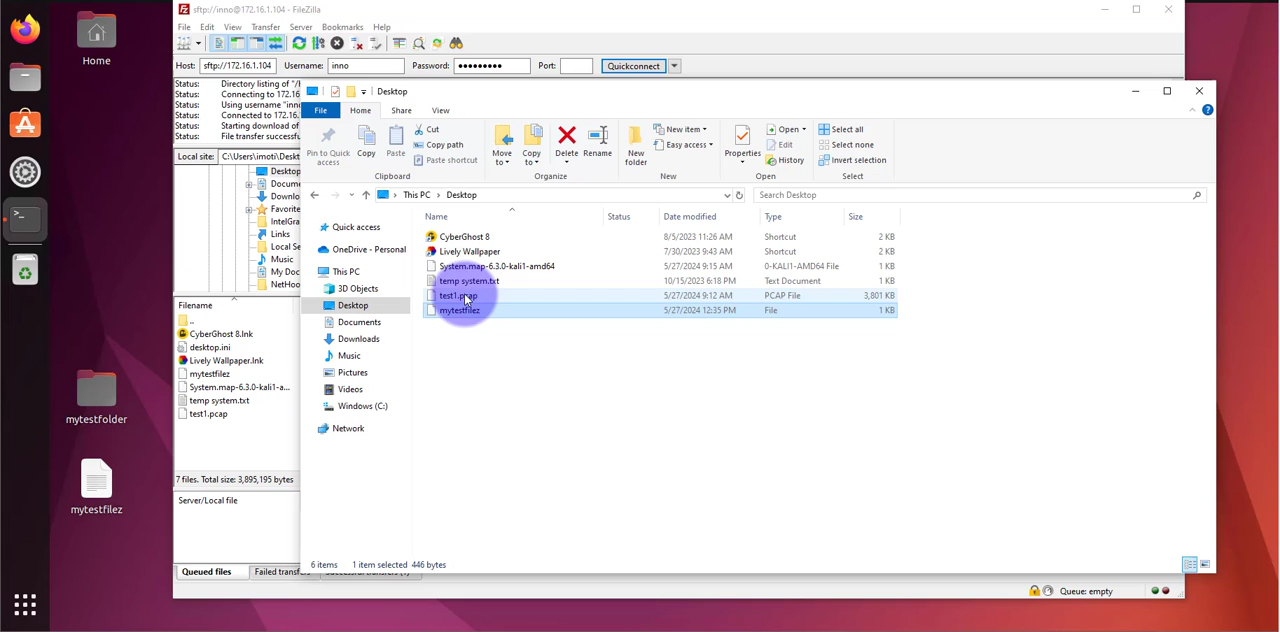 Home
mytestfolder
mytestfilez
sftp://inno@172.16.1.104 - FileZilla
File Edit View Transfer Server Bookmarks Help
Host: sftp://172.16.1.104 Username: inno Password: ●●●●●●●●● Port: Quickconnect
Status: Directory listing of "/
Status: Connecting to 172.16
Status: Using username "inn
Status: Connected to 172.16
Status: Starting download of
Status: File transfer successfu
Local site: C:\Users\imoti\Deskt
Desktop
Docume
Downlo
Favorite
IntelGra
Links
Local Se
Music
My Doc
NetHoo
Filename
..
CyberGhost 8.lnk
desktop.ini
Lively Wallpaper.lnk
mytestfilez
System.map-6.3.0-kali1-a...
temp system.txt
test1.pcap
7 files. Total size: 3,895,195 bytes
Server/Local file
Queued files Failed transfe
Queue: empty
Desktop
File Home Share View
Pin to Quick access
Copy
Paste
Cut
Copy path
Paste shortcut
Clipboard
Move to
Copy to
Delete
Rename
Organize
New folder
New item
Easy access
New
Properties
Open
Edit
History
Open
Select all
Select none
Invert selection
Select
This PC > Desktop
Search Desktop
Quick access
OneDrive - Personal
This PC
3D Objects
Desktop
Documents
Downloads
Music
Pictures
Videos
Windows (C:)
Network
Name Status Date modified Type Size
CyberGhost 8 8/5/2023 11:26 AM Shortcut 2 KB
Lively Wallpaper 7/30/2023 9:43 AM Shortcut 2 KB
System.map-6.3.0-kali1-amd64 5/27/2024 9:15 AM 0-KALI1-AMD64 File 1 KB
temp system.txt 10/15/2023 6:18 PM Text Document 1 KB
test1.pcap 5/27/2024 9:12 AM PCAP File 3,801 KB
mytestfilez 5/27/2024 12:35 PM File 1 KB
6 items 1 item selected 446 bytes